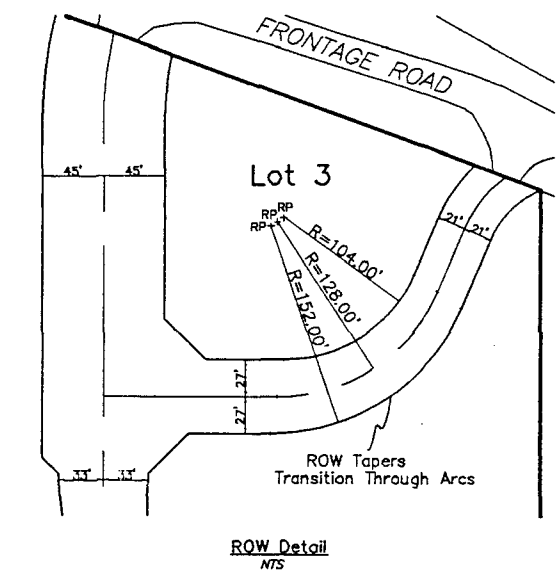 FRONTAGE ROAD
45'
45'
Lot 3
RP
RP
RP
21'
21'
R=104.00'
R=128.00'
R=152.00'
27'
27'
ROW Tapers
Transition Through Arcs
33'
33'
ROW Detail
NTS